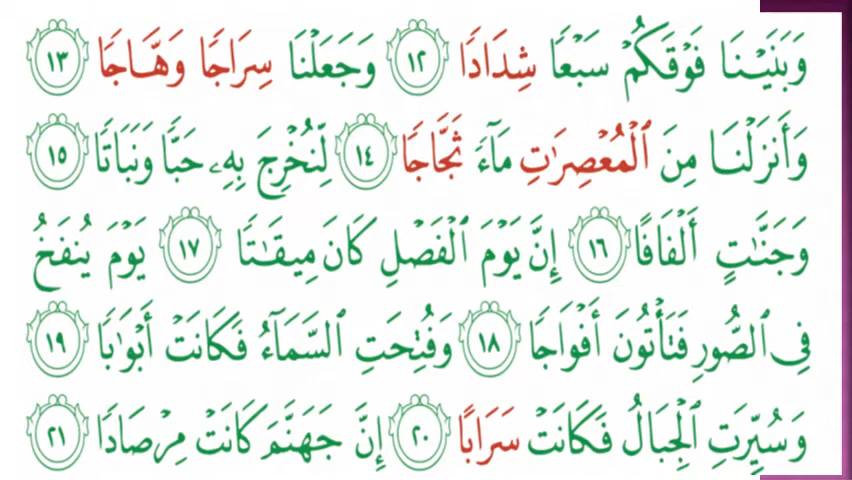 وَبَنَيْنَا فَوْقَكُمْ سَبْعًا شِدَادًا ١٢ وَجَعَلْنَا سِرَاجًا وَهَّاجًا ١٣
وَأَنزَلْنَا مِنَ ٱلْمُعْصِرَٰتِ مَآءً ثَجَّاجًا ١٤ لِّنُخْرِجَ بِهِۦ حَبًّا وَنَبَاتًا ١٥
وَجَنَّٰتٍ أَلْفَافًا ١٦ إِنَّ يَوْمَ ٱلْفَصْلِ كَانَ مِيقَٰتًا ١٧ يَوْمَ يُنفَخُ
فِى ٱلصُّورِ فَتَأْتُونَ أَفْوَاجًا ١٨ وَفُتِحَتِ ٱلسَّمَآءُ فَكَانَتْ أَبْوَٰبًا ١٩
وَسُيِّرَتِ ٱلْجِبَالُ فَكَانَتْ سَرَابًا ٢٠ إِنَّ جَهَنَّمَ كَانَتْ مِرْصَادًا ٢١